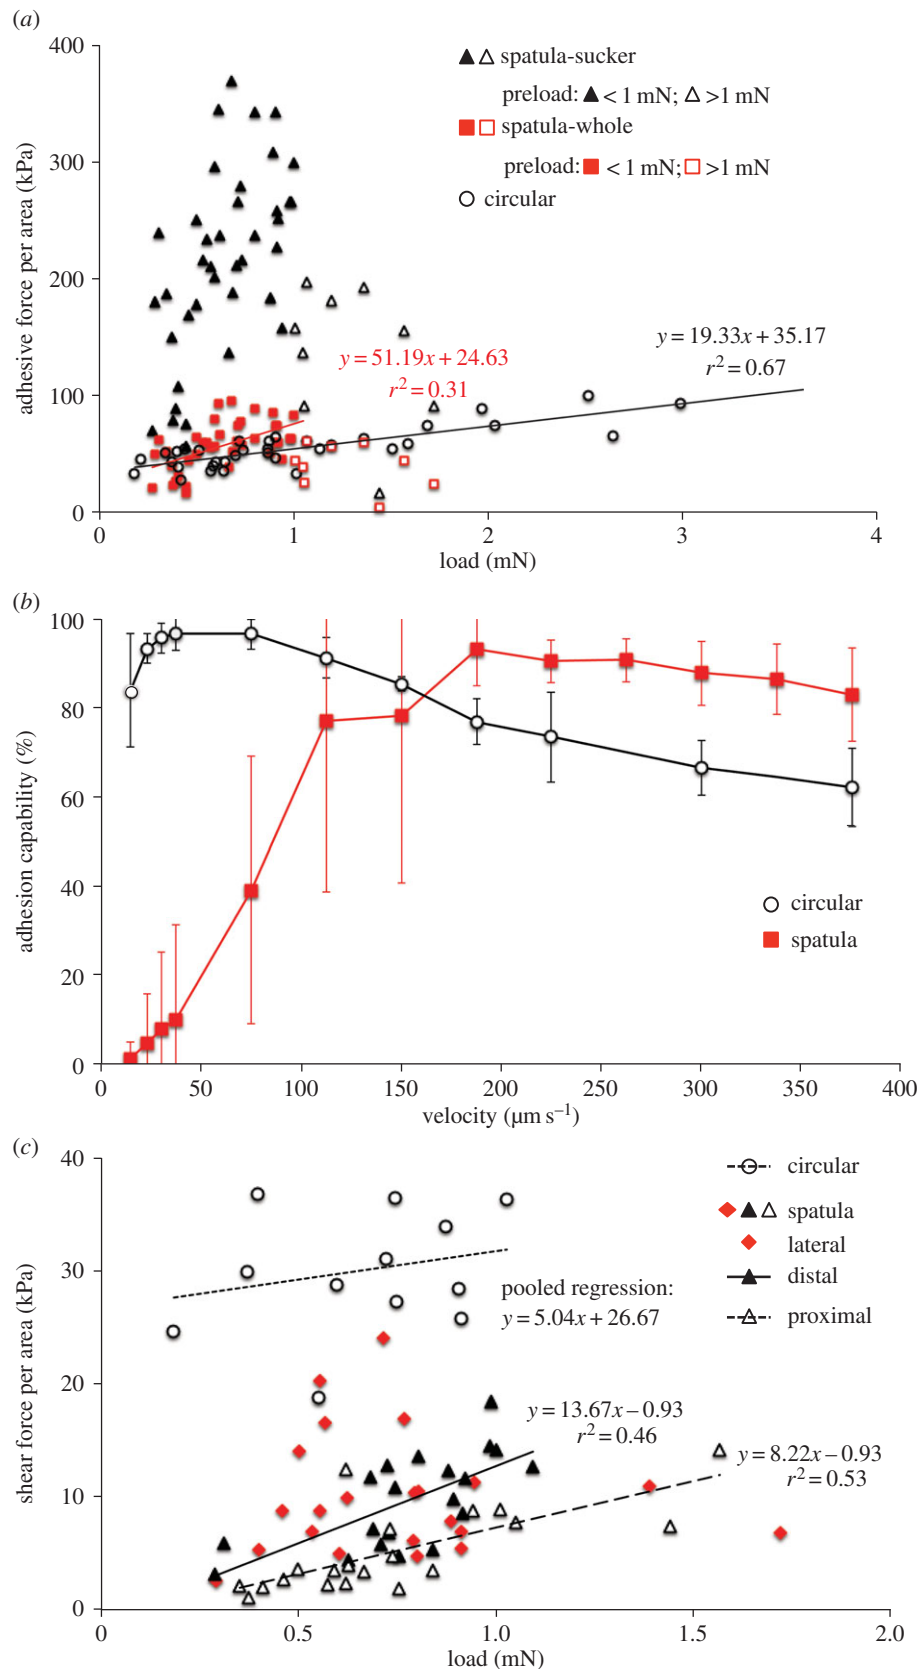 (a)
400
300
200
100
0
adhesive force per area (kPa)
spatula-sucker
preload: < 1 mN; >1 mN
spatula-whole
preload: < 1 mN; >1 mN
circular
y = 51.19x + 24.63
r² = 0.31
y = 19.33x + 35.17
r² = 0.67
0 1 2 3 4
load (mN)
(b)
100
80
60
40
20
0
adhesion capability (%)
circular
spatula
0 50 100 150 200 250 300 350 400
velocity (µm s⁻¹)
(c)
40
30
20
10
0
shear force per area (kPa)
circular
spatula
lateral
distal
proximal
pooled regression:
y = 5.04x + 26.67
y = 13.67x – 0.93
r² = 0.46
y = 8.22x – 0.93
r² = 0.53
0 0.5 1.0 1.5 2.0
load (mN)